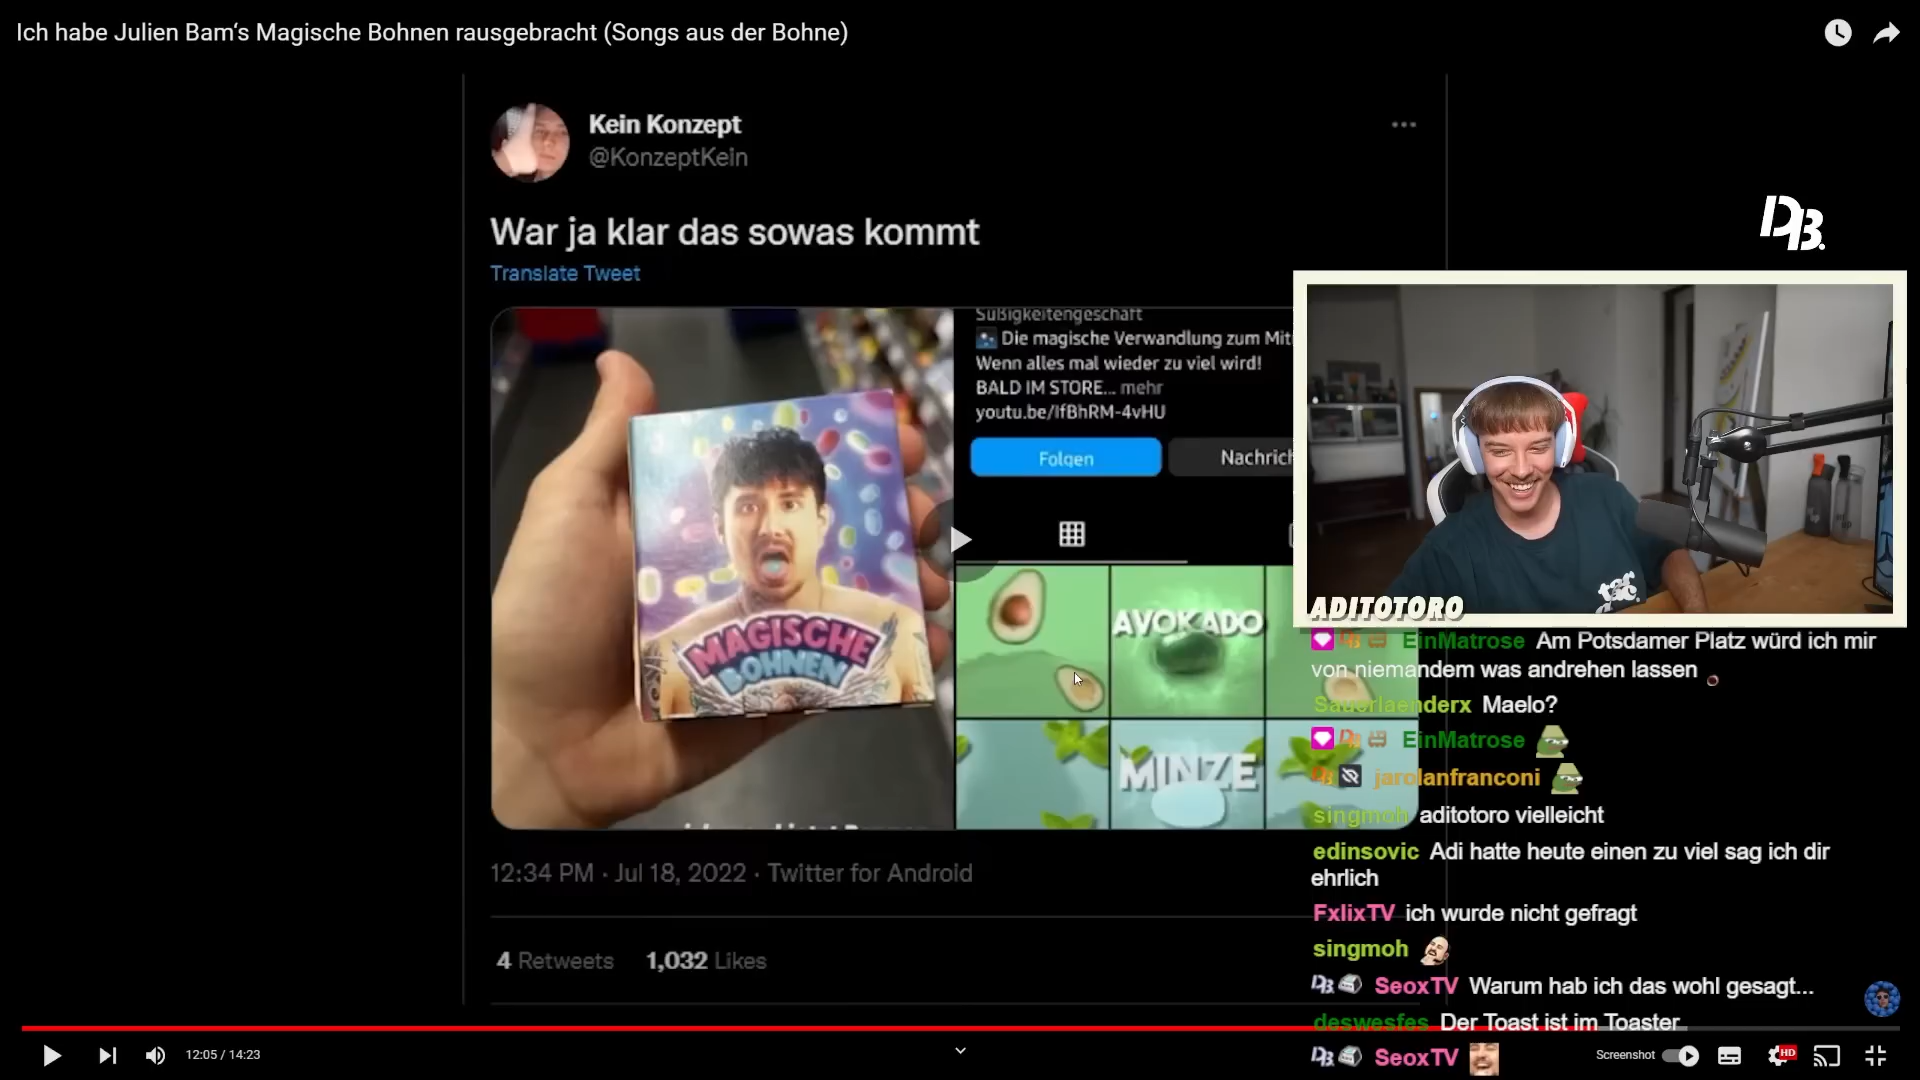 Ich habe Julien Bam‘s Magische Bohnen rausgebracht (Songs aus der Bohne)
Kein Konzept
@KonzeptKein
War ja klar das sowas kommt
Translate Tweet
MAGISCHE
BOHNEN
Süßigkeitengeschäft
Die magische Verwandlung zum Mit
Wenn alles mal wieder zu viel wird!
BALD IM STORE... mehr
youtu.be/IfBhRM-4vHU
Folgen
Nachrich
AVOKADO
MINZE
12:34 PM · Jul 18, 2022 · Twitter for Android
4 Retweets 1,032 Likes
DB.
ADITOTORO
EinMatrose Am Potsdamer Platz würd ich mir
von niemandem was andrehen lassen
Sauerlaenderx Maelo?
EinMatrose
jarolanfranconi
singmoh aditotoro vielleicht
edinsovic Adi hatte heute einen zu viel sag ich dir
ehrlich
FxlixTV ich wurde nicht gefragt
singmoh
SeoxTV Warum hab ich das wohl gesagt...
deswesfes Der Toast ist im Toaster
SeoxTV
12:05 / 14:23
Screenshot
HD